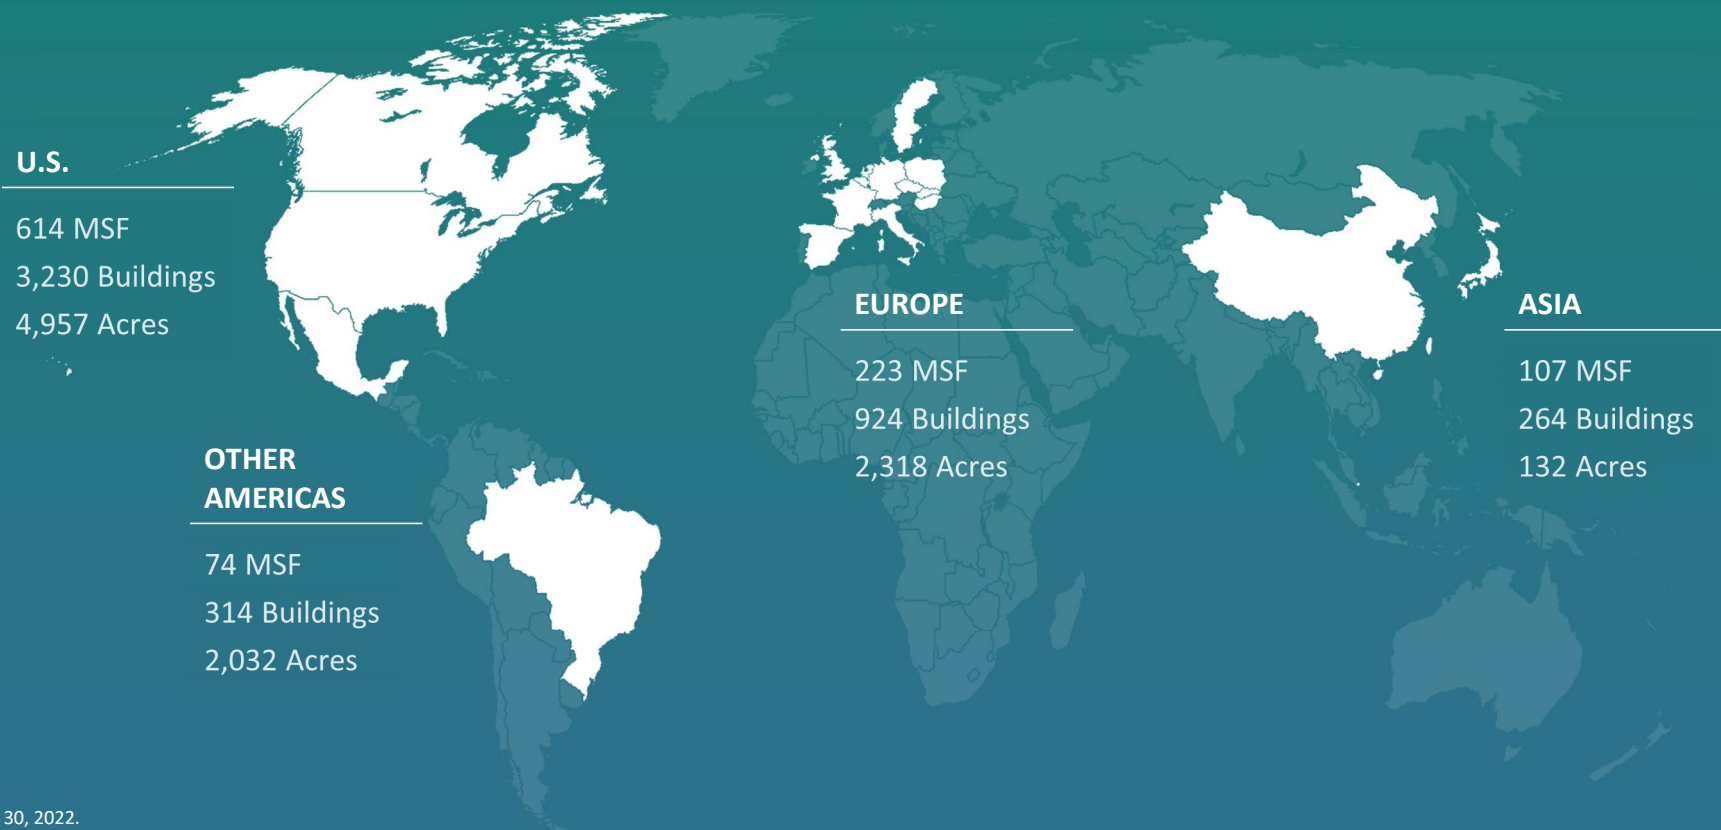 U.S.
614 MSF
3,230 Buildings
4,957 Acres
OTHER
AMERICAS
74 MSF
314 Buildings
2,032 Acres
EUROPE
223 MSF
924 Buildings
2,318 Acres
ASIA
107 MSF
264 Buildings
132 Acres
30, 2022.